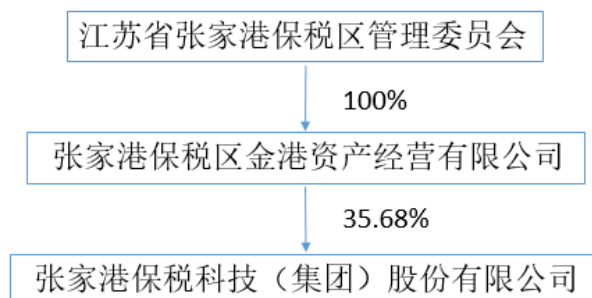 江苏省张家港保税区管理委员会
100%
张家港保税区金港资产经营有限公司
35.68%
张家港保税科技（集团）股份有限公司